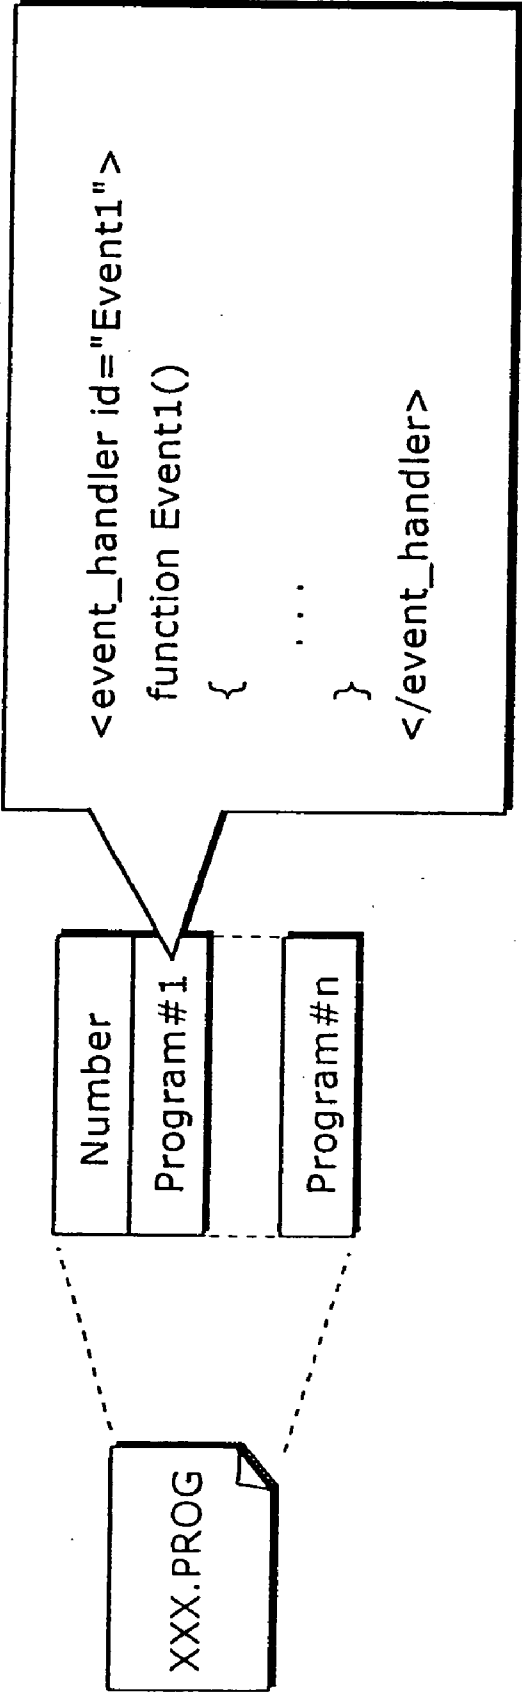 XXX.PROG
Number
Program#1
Program#n
<event_handler id="Event1">
function Event1()
{
...
}
</event_handler>